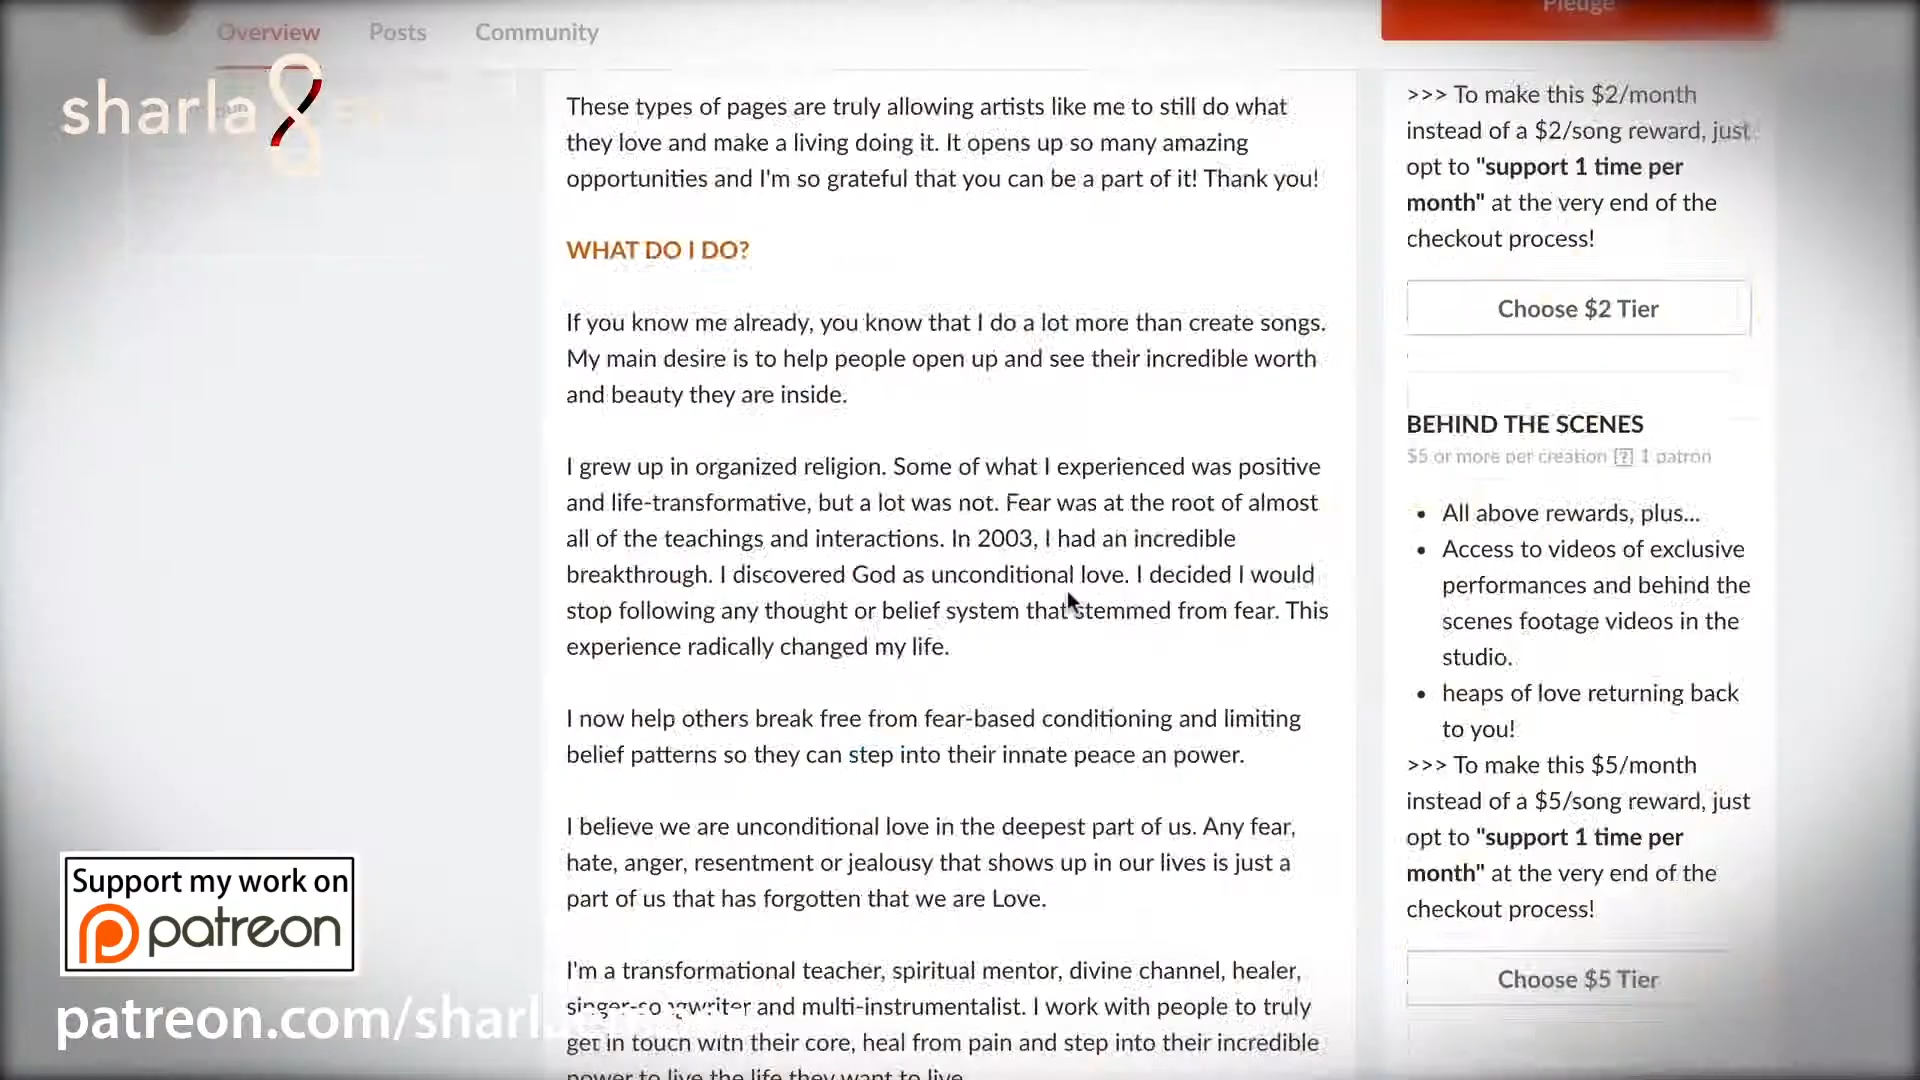 Overview
Posts
Community
Pledge
sharla
These types of pages are truly allowing artists like me to still do what
they love and make a living doing it. It opens up so many amazing
opportunities and I'm so grateful that you can be a part of it! Thank you!
WHAT DO I DO?
If you know me already, you know that I do a lot more than create songs.
My main desire is to help people open up and see their incredible worth
and beauty they are inside.
I grew up in organized religion. Some of what I experienced was positive
and life-transformative, but a lot was not. Fear was at the root of almost
all of the teachings and interactions. In 2003, I had an incredible
breakthrough. I discovered God as unconditional love. I decided I would
stop following any thought or belief system that stemmed from fear. This
experience radically changed my life.
I now help others break free from fear-based conditioning and limiting
belief patterns so they can step into their innate peace an power.
I believe we are unconditional love in the deepest part of us. Any fear,
hate, anger, resentment or jealousy that shows up in our lives is just a
part of us that has forgotten that we are Love.
I'm a transformational teacher, spiritual mentor, divine channel, healer,
singer-songwriter and multi-instrumentalist. I work with people to truly
get in touch with their core, heal from pain and step into their incredible
power to live the life they want to live
>>> To make this $2/month
instead of a $2/song reward, just
opt to "support 1 time per
month" at the very end of the
checkout process!
Choose $2 Tier
BEHIND THE SCENES
$5 or more per creation [?] 1 patron
• All above rewards, plus...
• Access to videos of exclusive
performances and behind the
scenes footage videos in the
studio.
• heaps of love returning back
to you!
>>> To make this $5/month
instead of a $5/song reward, just
opt to "support 1 time per
month" at the very end of the
checkout process!
Choose $5 Tier
Support my work on
patreon
patreon.com/sharla